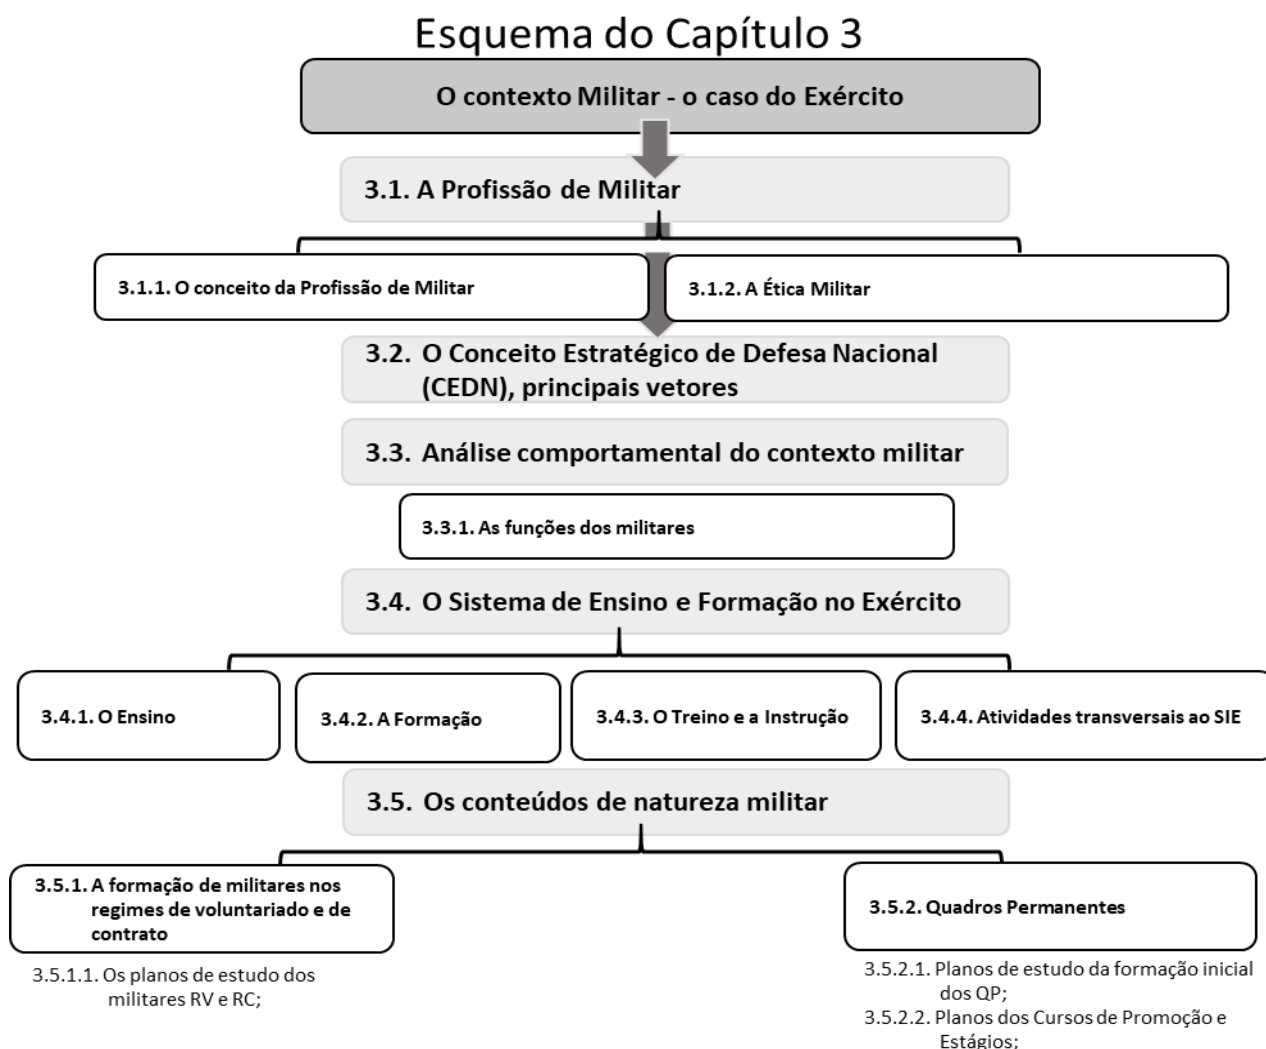 Esquema do Capítulo 3
O contexto Militar - o caso do Exército
3.1. A Profissão de Militar
3.1.1. O conceito da Profissão de Militar
3.1.2. A Ética Militar
3.2. O Conceito Estratégico de Defesa Nacional
(CEDN), principais vetores
3.3. Análise comportamental do contexto militar
3.3.1. As funções dos militares
3.4. O Sistema de Ensino e Formação no Exército
3.4.1. O Ensino
3.4.2. A Formação
3.4.3. O Treino e a Instrução
3.4.4. Atividades transversais ao SIE
3.5. Os conteúdos de natureza militar
3.5.1. A formação de militares nos
regimes de voluntariado e de
contrato
3.5.1.1. Os planos de estudo dos
militares RV e RC;
3.5.2. Quadros Permanentes
3.5.2.1. Planos de estudo da formação inicial
dos QP;
3.5.2.2. Planos dos Cursos de Promoção e
Estágios;